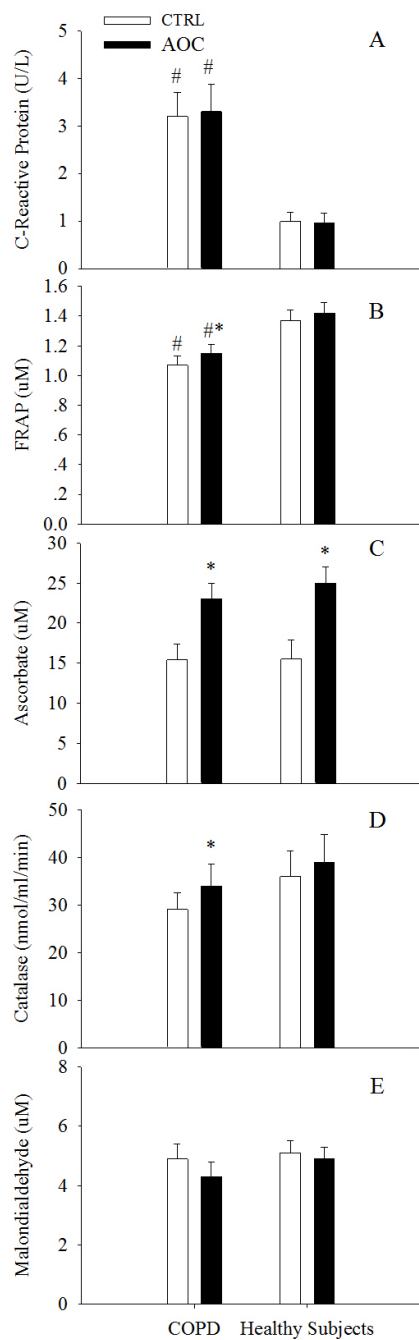 CTRL
AOC
A
C-Reactive Protein (U/L)
5
4
3
2
1
0
# #
B
FRAP (uM)
1.6
1.4
1.2
1.0
.8
.6
.4
.2
0.0
# #*
C
Ascorbate (uM)
30
25
20
15
10
5
0
* *
D
Catalase (nmol/ml/min)
50
40
30
20
10
0
*
E
Malondialdehyde (uM)
8
6
4
2
0
COPD Healthy Subjects